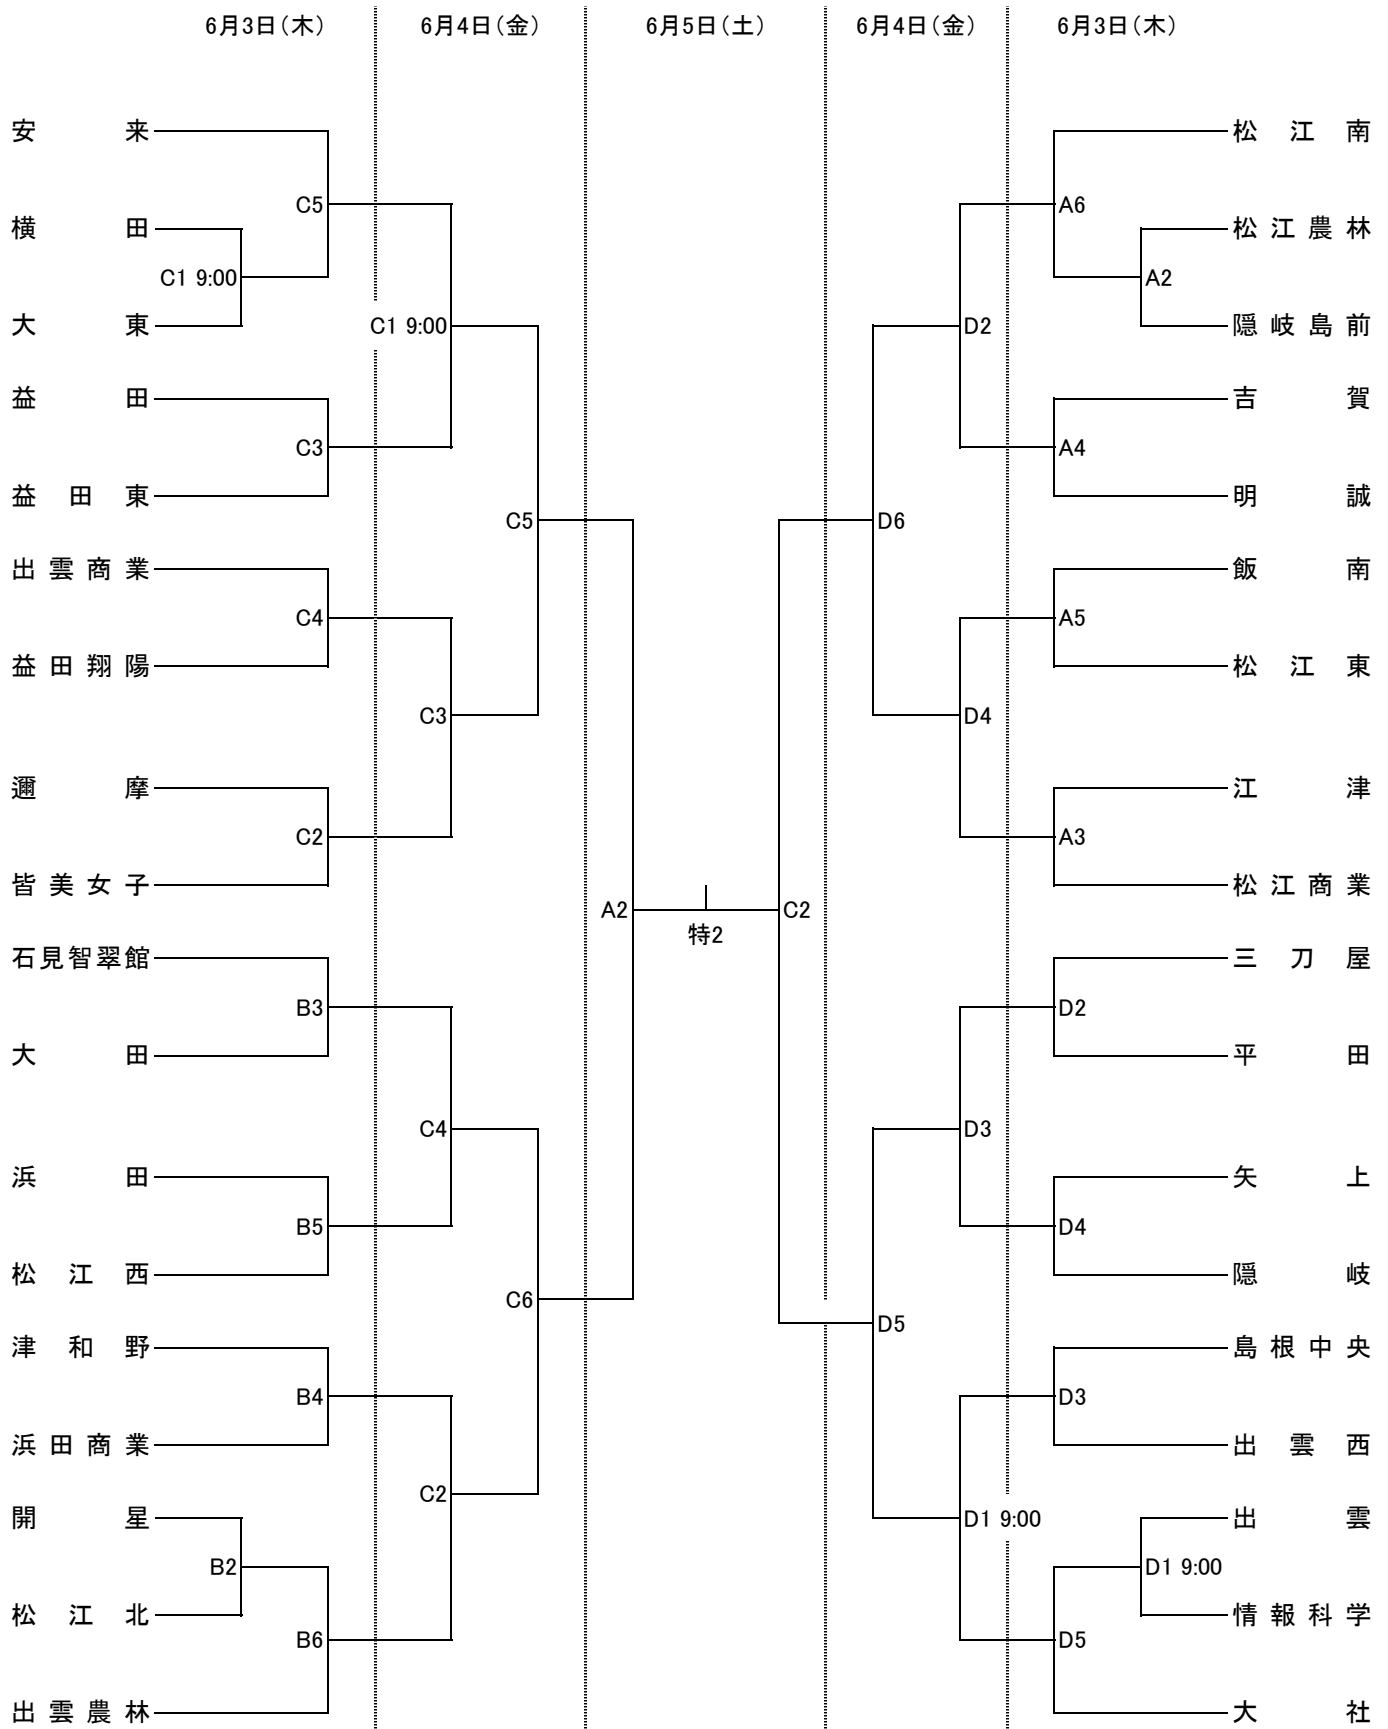 6月3日(木) 6月4日(金) 6月5日(土) 6月4日(金) 6月3日(木)
安来 松江南
C5 A6
横田 松江農林
C1 9:00 A2
大東 C1 9:00 D2 隠岐島前
益田 吉賀
C3 A4
益田東 明誠
C5 D6
出雲商業 飯南
C4 A5
益田翔陽 松江東
C3 D4
邇摩 江津
C2 A3
皆美女子 松江商業
A2 C2
特2
石見智翠館 三刀屋
B3 D2
大田 平田
C4 D3
浜田 矢上
B5 D4
松江西 隠岐
C6 D5
津和野 島根中央
B4 D3
浜田商業 出雲西
C2
開星 D1 9:00 出雲
B2 D1 9:00
松江北 情報科学
B6 D5
出雲農林 大社